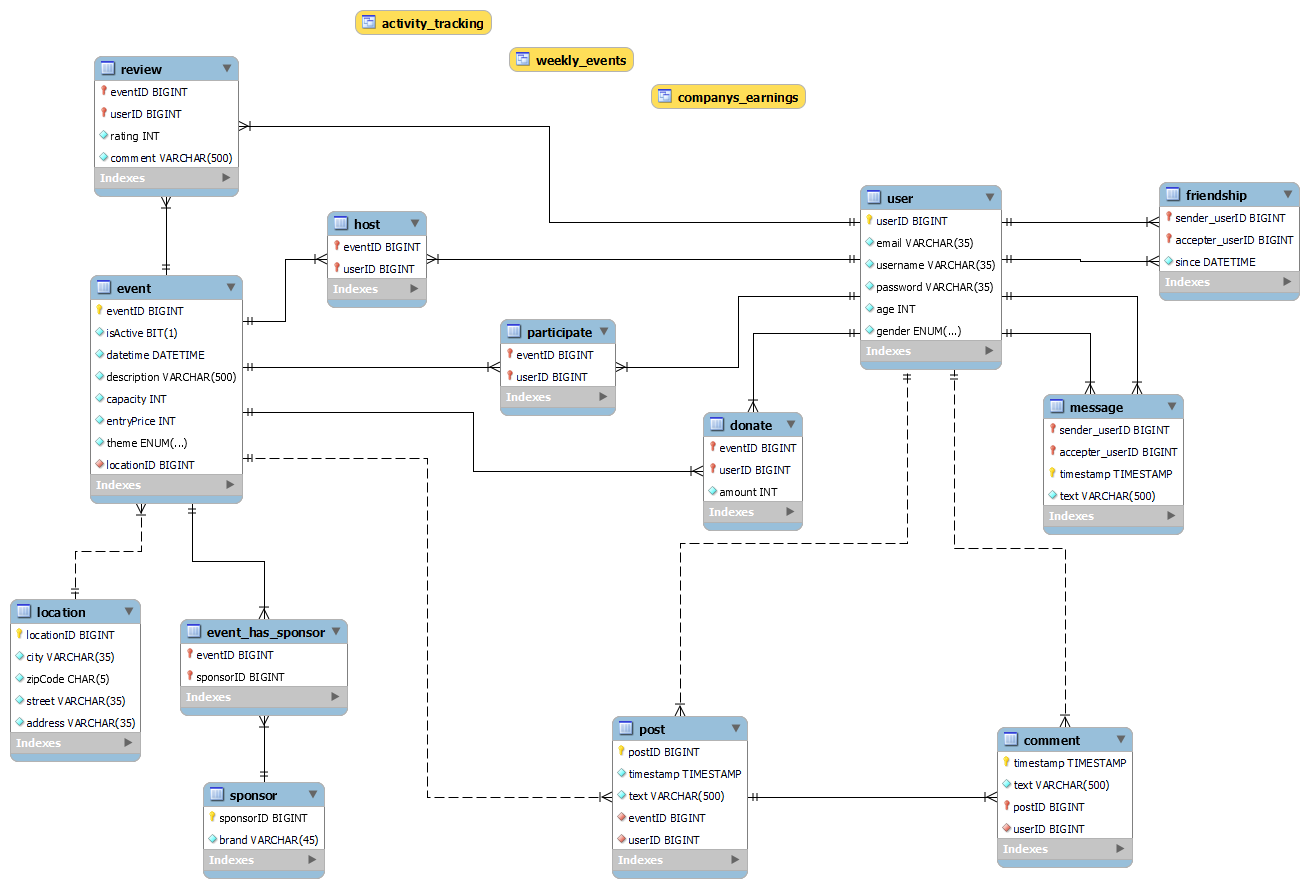 activity_tracking
weekly_events
companys_earnings
review
eventID BIGINT
userID BIGINT
rating INT
comment VARCHAR(500)
Indexes
host
eventID BIGINT
userID BIGINT
Indexes
user
userID BIGINT
email VARCHAR(35)
username VARCHAR(35)
password VARCHAR(35)
age INT
gender ENUM(...)
Indexes
friendship
sender_userID BIGINT
accepter_userID BIGINT
since DATETIME
Indexes
event
eventID BIGINT
isActive BIT(1)
datetime DATETIME
description VARCHAR(500)
capacity INT
entryPrice INT
theme ENUM(...)
locationID BIGINT
Indexes
participate
eventID BIGINT
userID BIGINT
Indexes
donate
eventID BIGINT
userID BIGINT
amount INT
Indexes
message
sender_userID BIGINT
accepter_userID BIGINT
timestamp TIMESTAMP
text VARCHAR(500)
Indexes
location
locationID BIGINT
city VARCHAR(35)
zipCode CHAR(5)
street VARCHAR(35)
address VARCHAR(35)
Indexes
event_has_sponsor
eventID BIGINT
sponsorID BIGINT
Indexes
sponsor
sponsorID BIGINT
brand VARCHAR(45)
Indexes
post
postID BIGINT
timestamp TIMESTAMP
text VARCHAR(500)
eventID BIGINT
userID BIGINT
Indexes
comment
timestamp TIMESTAMP
text VARCHAR(500)
postID BIGINT
userID BIGINT
Indexes